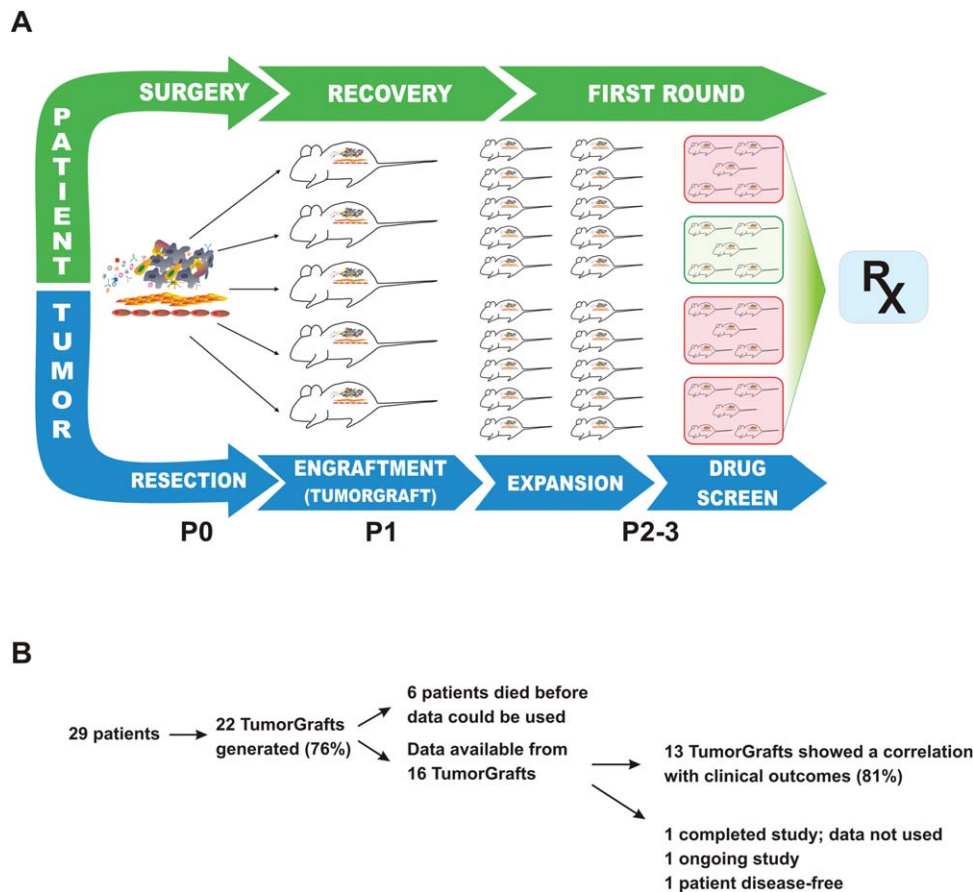 A
PATIENT
SURGERY
RECOVERY
FIRST ROUND
Rx
TUMOR
RESECTION
ENGRAFTMENT
(TUMORGRAFT)
EXPANSION
DRUG
SCREEN
P0
P1
P2-3
B
29 patients
22 TumorGrafts
generated (76%)
6 patients died before
data could be used
Data available from
16 TumorGrafts
13 TumorGrafts showed a correlation
with clinical outcomes (81%)
1 completed study; data not used
1 ongoing study
1 patient disease-free